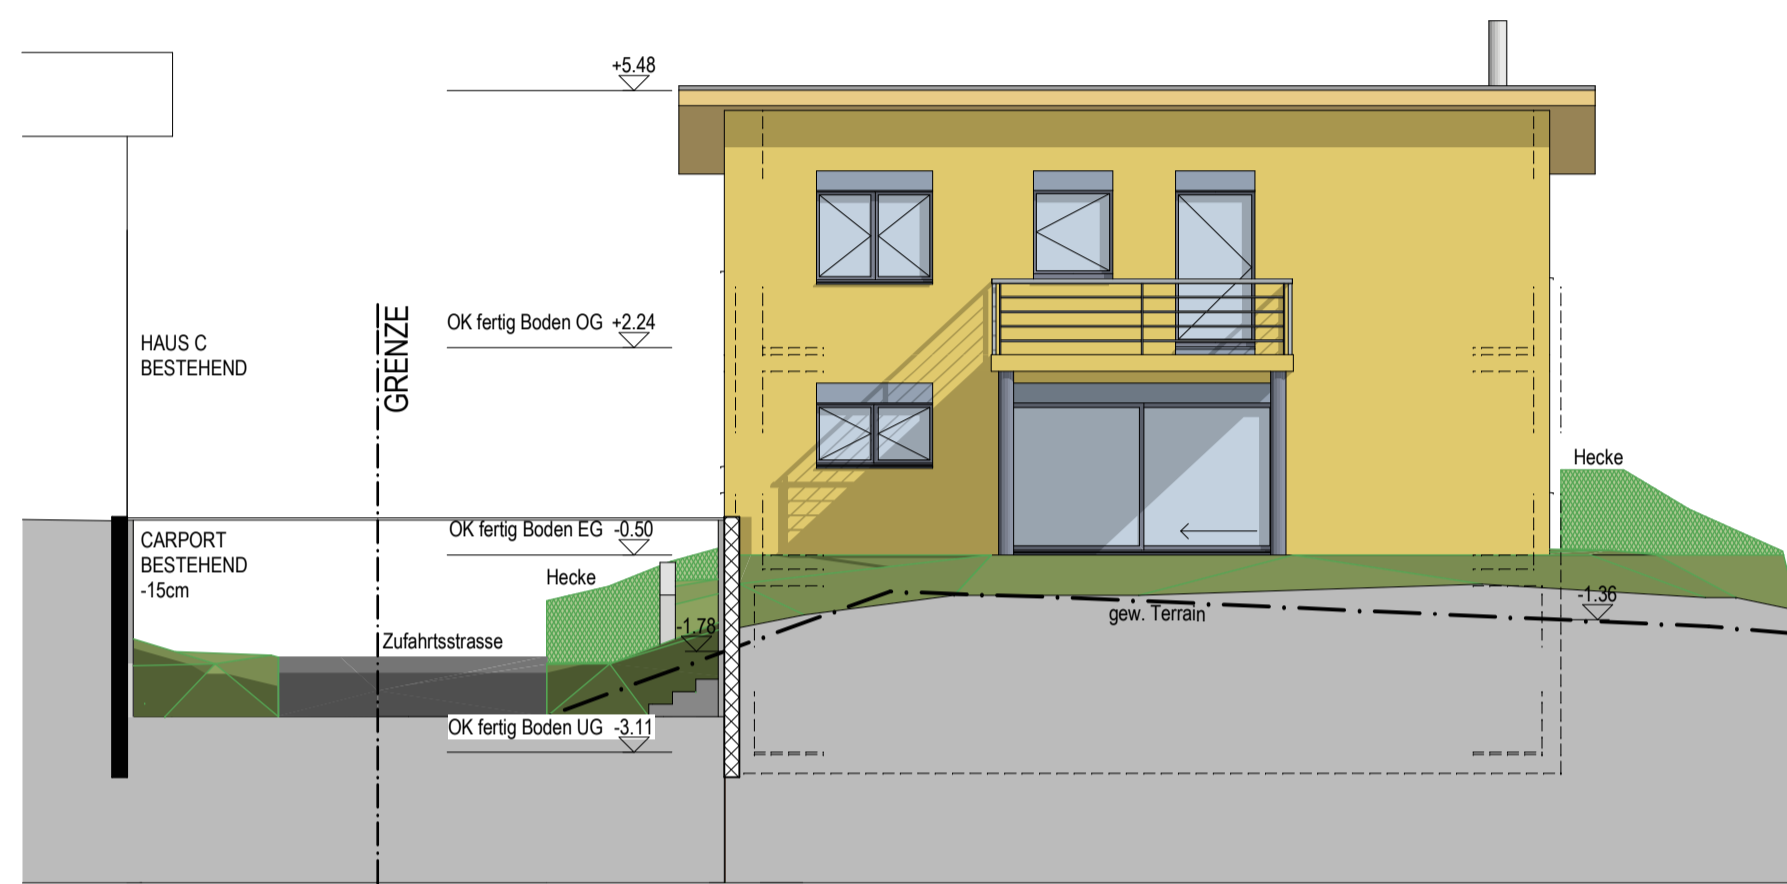 +5.48
GRENZE
OK fertig Boden OG +2.24
HAUS C
BESTEHEND
Hecke
OK fertig Boden EG -0.50
CARPORT
BESTEHEND
-15cm
Hecke
-1.36
gew. Terrain
-1.78
Zufahrtsstrasse
OK fertig Boden UG -3.11